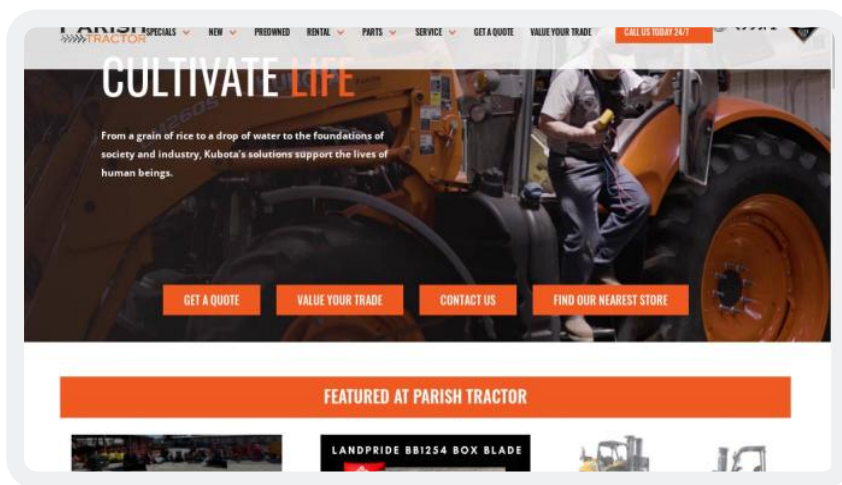 PARISH
TRACTOR
SPECIALS NEW PREOWNED RENTAL PARTS SERVICE GET A QUOTE VALUE YOUR TRADE CALL US TODAY 24/7
CULTIVATE LIFE
From a grain of rice to a drop of water to the foundations of
society and industry, Kubota's solutions support the lives of
human beings.
GET A QUOTE VALUE YOUR TRADE CONTACT US FIND OUR NEAREST STORE
FEATURED AT PARISH TRACTOR
LANDPRIDE BB1254 BOX BLADE